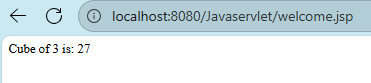 localhost:8080/Javaservlet/welcome.jsp
Cube of 3 is: 27